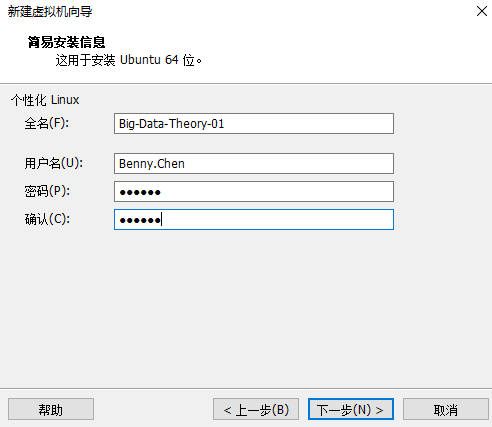 新建虚拟机向导
简易安装信息
这用于安装 Ubuntu 64 位。
个性化 Linux
全名(F): Big-Data-Theory-01
用户名(U): Benny.Chen
密码(P): ●●●●●●
确认(C): ●●●●●●
帮助 < 上一步(B) 下一步(N) > 取消